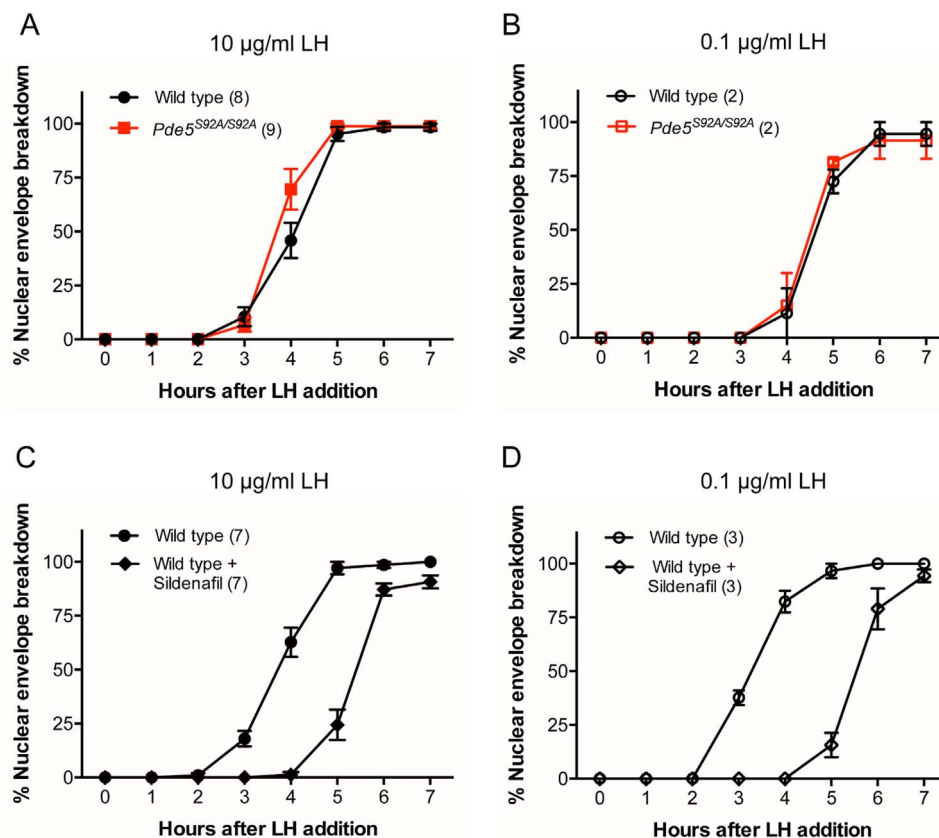 A
10 µg/ml LH
% Nuclear envelope breakdown
100
75
50
25
0
Wild type (8)
Pde5S92A/S92A (9)
0 1 2 3 4 5 6 7
Hours after LH addition
B
0.1 µg/ml LH
% Nuclear envelope breakdown
100
75
50
25
0
Wild type (2)
Pde5S92A/S92A (2)
0 1 2 3 4 5 6 7
Hours after LH addition
C
10 µg/ml LH
% Nuclear envelope breakdown
100
75
50
25
0
Wild type (7)
Wild type +
Sildenafil (7)
0 1 2 3 4 5 6 7
Hours after LH addition
D
0.1 µg/ml LH
% Nuclear envelope breakdown
100
75
50
25
0
Wild type (3)
Wild type +
Sildenafil (3)
0 1 2 3 4 5 6 7
Hours after LH addition